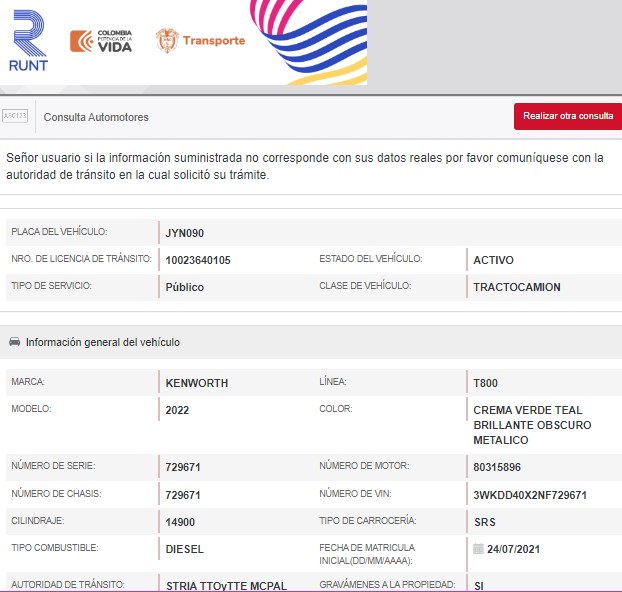 RUNT
COLOMBIA
POTENCIA DE LA
VIDA
Transporte
ABC123
Consulta Automotores
Realizar otra consulta
Señor usuario si la información suministrada no corresponde con sus datos reales por favor comuníquese con la
autoridad de tránsito en la cual solicitó su trámite.
PLACA DEL VEHÍCULO: JYN090
NRO. DE LICENCIA DE TRÁNSITO: 10023640105 ESTADO DEL VEHÍCULO: ACTIVO
TIPO DE SERVICIO: Público CLASE DE VEHÍCULO: TRACTOCAMION
Información general del vehículo
MARCA: KENWORTH LÍNEA: T800
MODELO: 2022 COLOR: CREMA VERDE TEAL
BRILLANTE OBSCURO
METALICO
NÚMERO DE SERIE: 729671 NÚMERO DE MOTOR: 80315896
NÚMERO DE CHASIS: 729671 NÚMERO DE VIN: 3WKDD40X2NF729671
CILINDRAJE: 14900 TIPO DE CARROCERÍA: SRS
TIPO COMBUSTIBLE: DIESEL FECHA DE MATRICULA
INICIAL(DD/MM/AAAA): 24/07/2021
AUTORIDAD DE TRÁNSITO: STRIA TTOyTTE MCPAL GRAVÁMENES A LA PROPIEDAD: SI